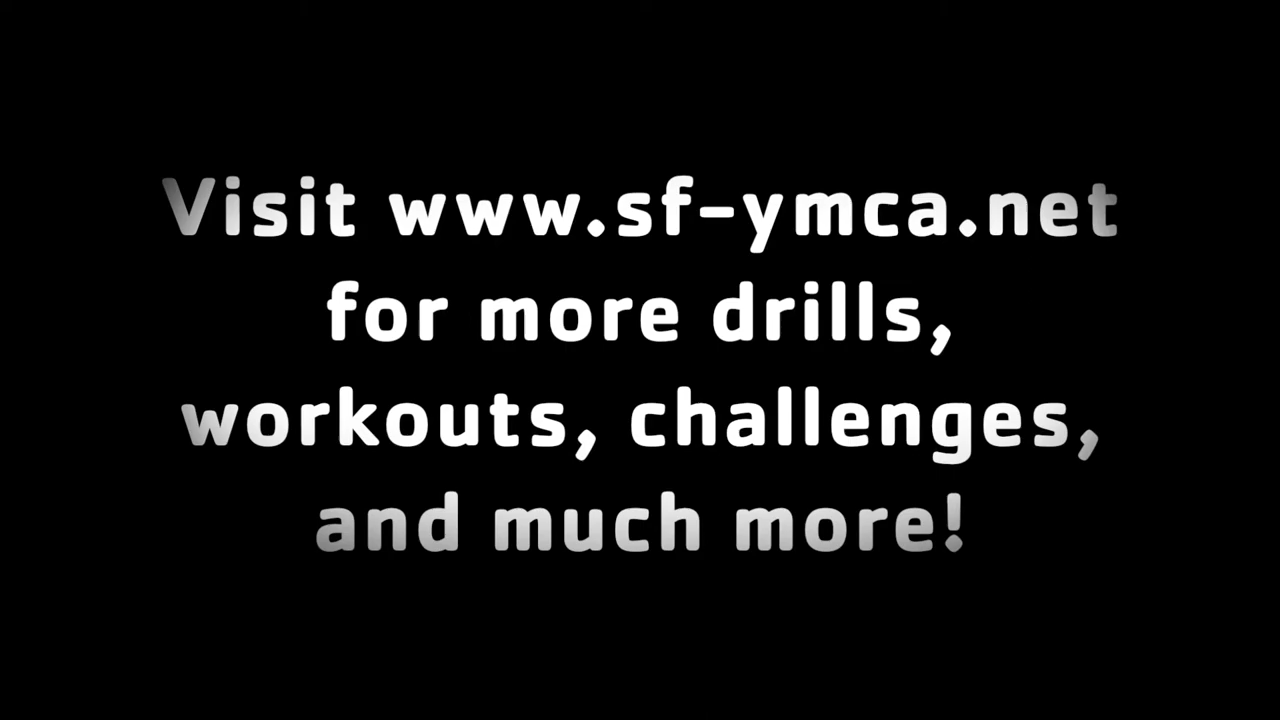 Visit www.sf-ymca.net
for more drills,
workouts, challenges,
and much more!